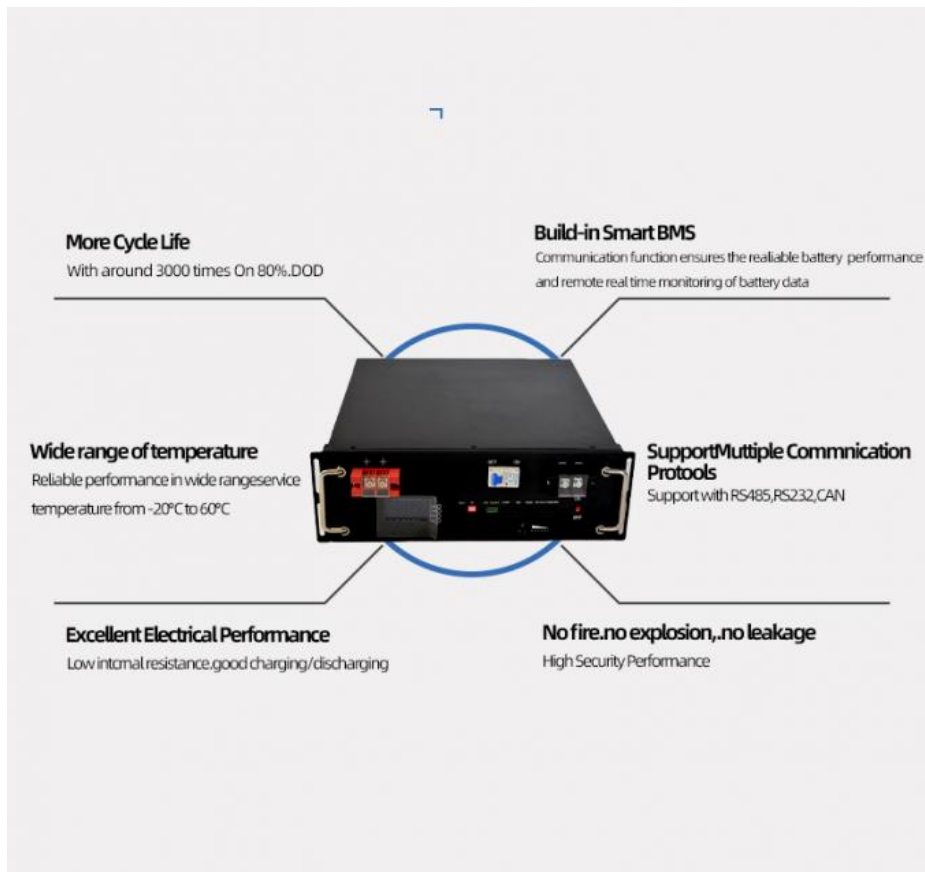 More Cycle Life
With around 3000 times On 80%.DOD
Build-in Smart BMS
Communication function ensures the realiable battery performance
and remote real time monitoring of battery data
Wide range of temperature
Reliable performance in wide rangeservice
temperature from -20°C to 60°C
SupportMuttiple Commnication
Protools
Support with RS485,RS232,CAN
Excellent Electrical Performance
Low intcmal resistance.good charging/discharging
No fire.no explosion,.no leakage
High Security Performance